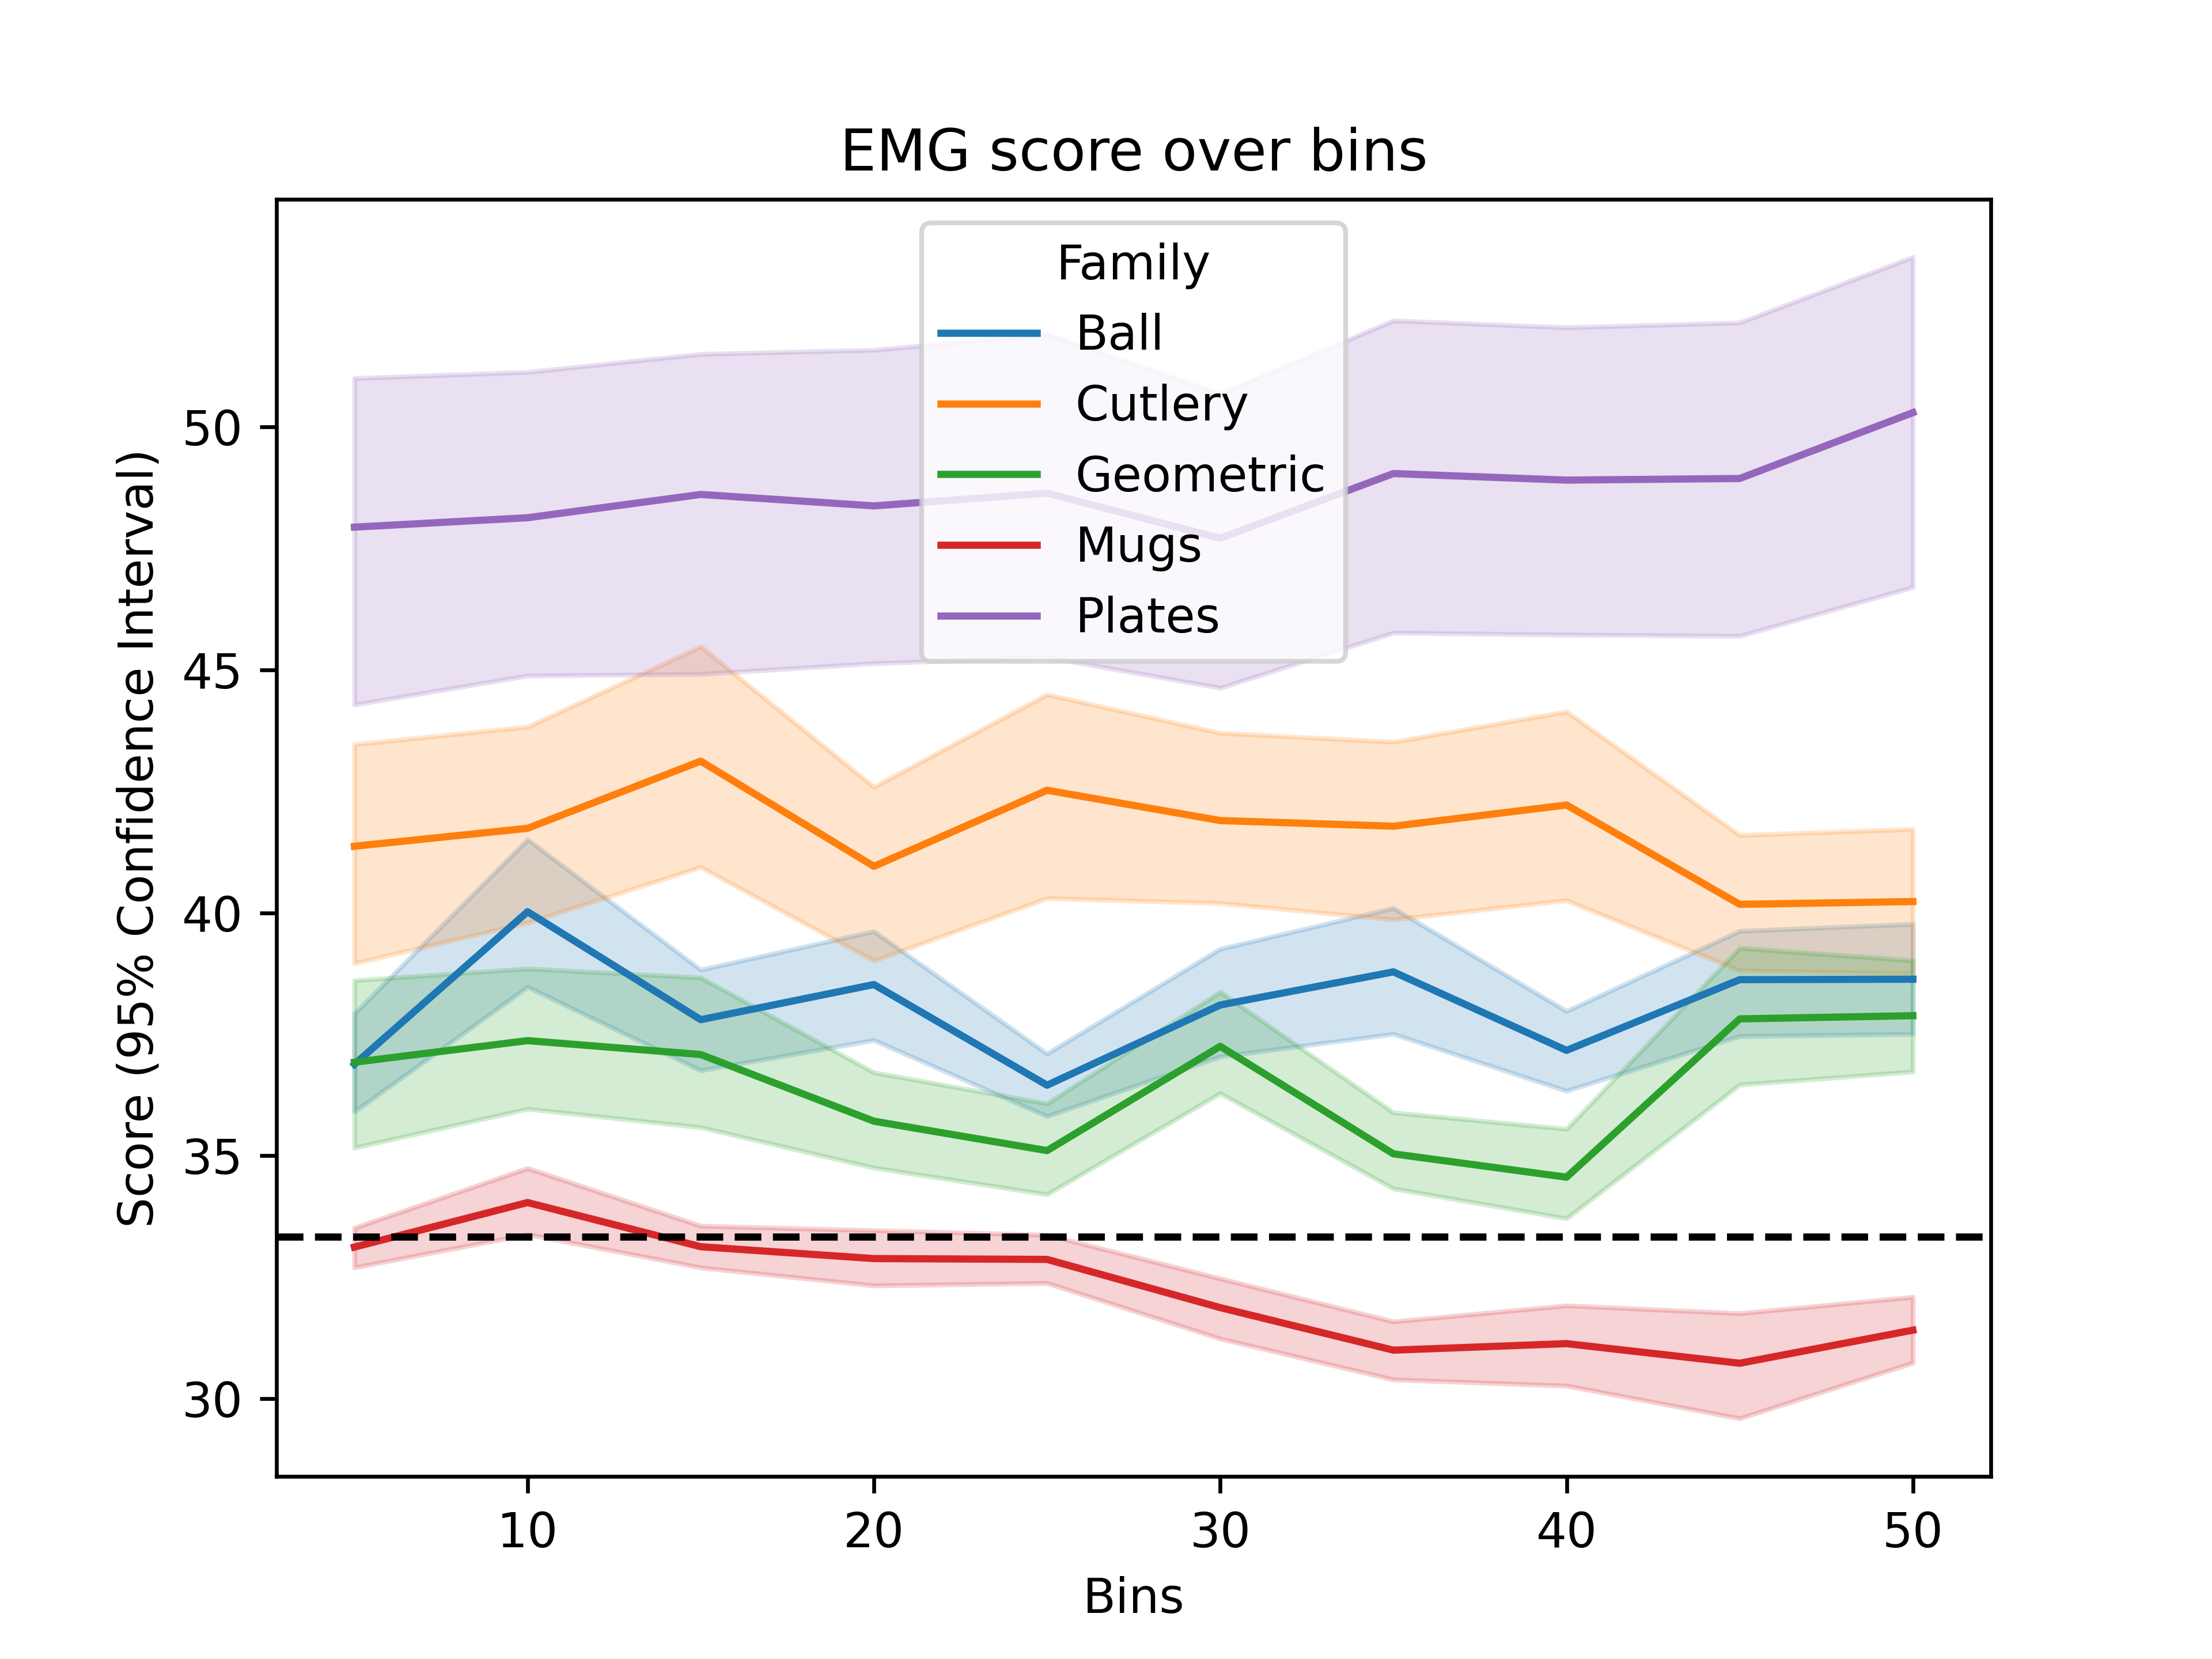 EMG score over bins
Family
Ball
Cutlery
Geometric
Mugs
Plates
Score (95% Confidence Interval)
50
45
40
35
30
10 20 30 40 50
Bins